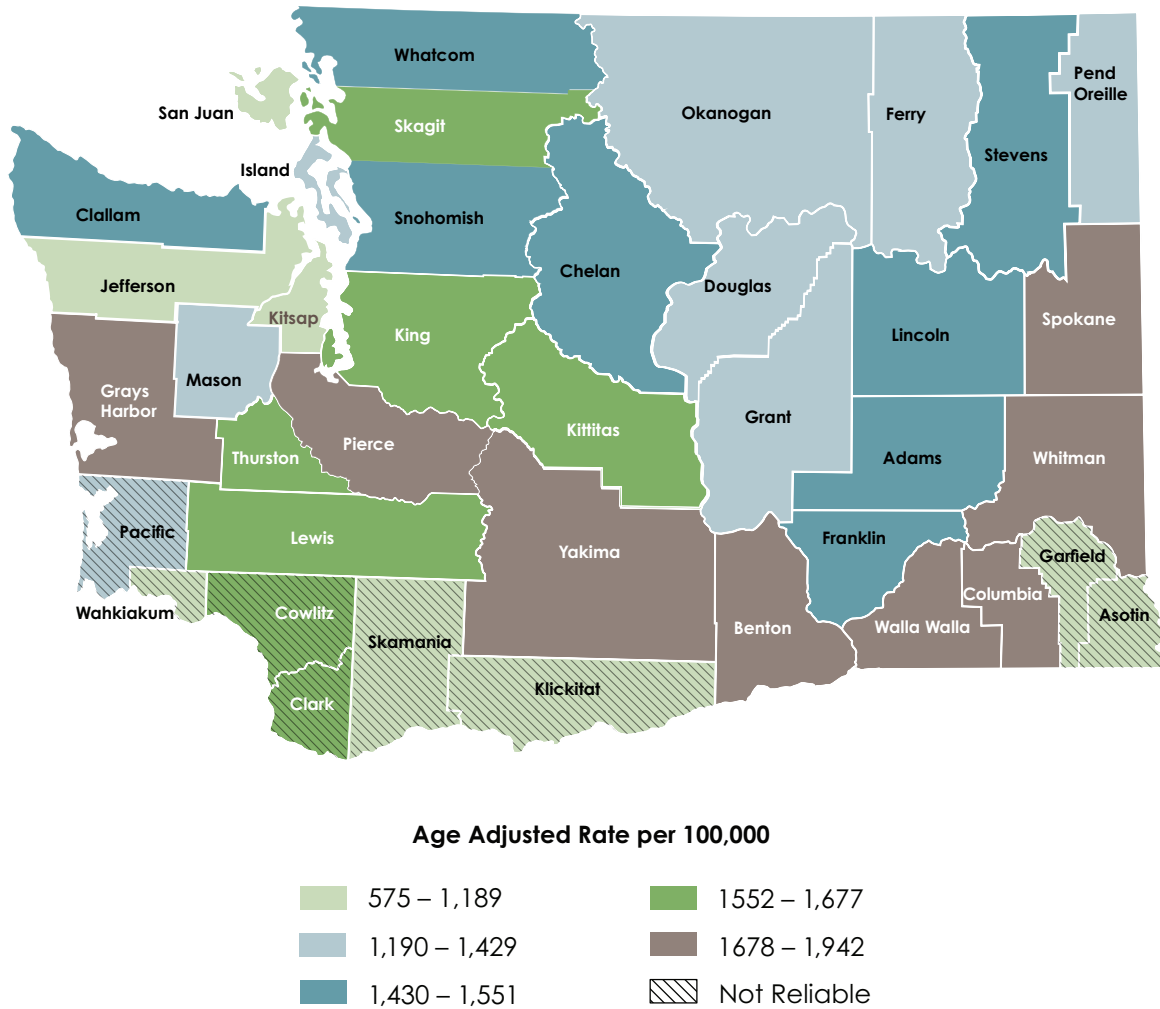 Whatcom
San Juan
Skagit
Okanogan
Ferry
Pend
Oreille
Stevens
Island
Clallam
Snohomish
Chelan
Jefferson
Douglas
Kitsap
King
Lincoln
Spokane
Mason
Grays
Harbor
Grant
Pierce
Kittitas
Thurston
Adams
Whitman
Pacific
Lewis
Yakima
Franklin
Garfield
Wahkiakum
Cowlitz
Skamania
Benton
Walla Walla
Columbia
Asotin
Klickitat
Clark
Age Adjusted Rate per 100,000
575 – 1,189
1,190 – 1,429
1,430 – 1,551
1552 – 1,677
1678 – 1,942
Not Reliable